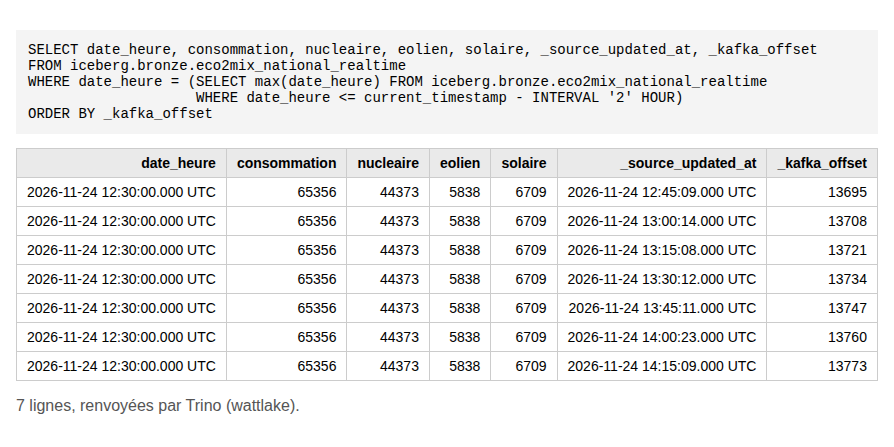 SELECT date_heure, consommation, nucleaire, eolien, solaire, _source_updated_at, _kafka_offset
FROM iceberg.bronze.eco2mix_national_realtime
WHERE date_heure = (SELECT max(date_heure) FROM iceberg.bronze.eco2mix_national_realtime
WHERE date_heure <= current_timestamp - INTERVAL '2' HOUR)
ORDER BY _kafka_offset
date_heure consommation nucleaire eolien solaire _source_updated_at _kafka_offset
2026-11-24 12:30:00.000 UTC 65356 44373 5838 6709 2026-11-24 12:45:09.000 UTC 13695
2026-11-24 12:30:00.000 UTC 65356 44373 5838 6709 2026-11-24 13:00:14.000 UTC 13708
2026-11-24 12:30:00.000 UTC 65356 44373 5838 6709 2026-11-24 13:15:08.000 UTC 13721
2026-11-24 12:30:00.000 UTC 65356 44373 5838 6709 2026-11-24 13:30:12.000 UTC 13734
2026-11-24 12:30:00.000 UTC 65356 44373 5838 6709 2026-11-24 13:45:11.000 UTC 13747
2026-11-24 12:30:00.000 UTC 65356 44373 5838 6709 2026-11-24 14:00:23.000 UTC 13760
2026-11-24 12:30:00.000 UTC 65356 44373 5838 6709 2026-11-24 14:15:09.000 UTC 13773
7 lignes, renvoyées par Trino (wattlake).